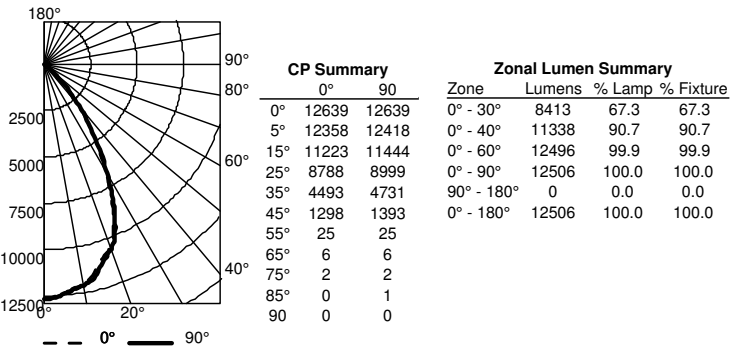 180°
90°
80°
2500
5000
60°
7500
10000
40°
12500
0°
20°
0° 90°
CP Summary
0° 90
0° 12639 12639
5° 12358 12418
15° 11223 11444
25° 8788 8999
35° 4493 4731
45° 1298 1393
55° 25 25
65° 6 6
75° 2 2
85° 0 1
90 0 0
Zonal Lumen Summary
Zone Lumens % Lamp % Fixture
0° - 30° 8413 67.3 67.3
0° - 40° 11338 90.7 90.7
0° - 60° 12496 99.9 99.9
0° - 90° 12506 100.0 100.0
90° - 180° 0 0.0 0.0
0° - 180° 12506 100.0 100.0